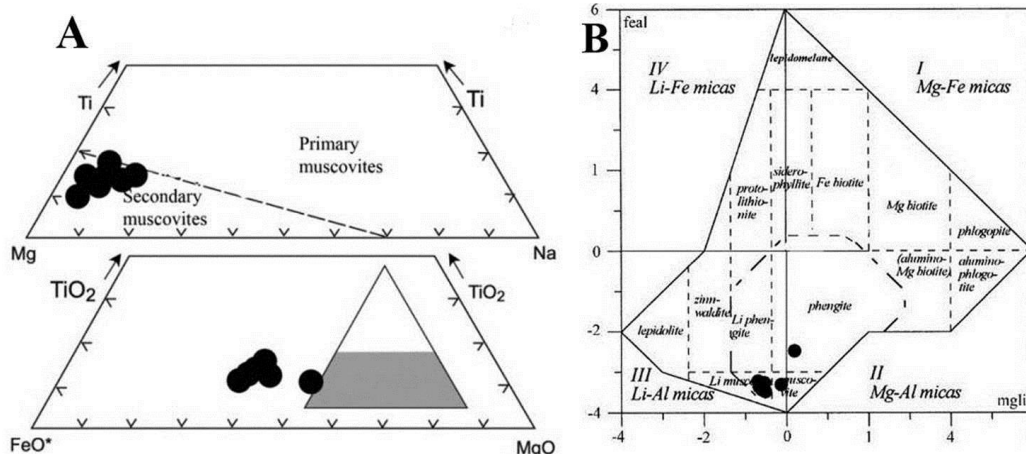 A
Ti
Ti
Primary
muscovites
Secondary
muscovites
Mg
Na
TiO2
TiO2
FeO*
MgO
B
6
feal
lepidomelane
IV
Li-Fe micas
I
Mg-Fe micas
4
1
proto-
lithio-
nite
sidero-
phyllite
Fe biotite
Mg biotite
phlogopite
0
0
(alumino-
Mg biotite)
alumino-
phlogo-
tite
zinn-
waldite
Li phen-
gite
phengite
lepidolite
-2
-2
III
Li-Al micas
II
Mg-Al micas
mgli
-4
-4
-4
-2
0
1
4